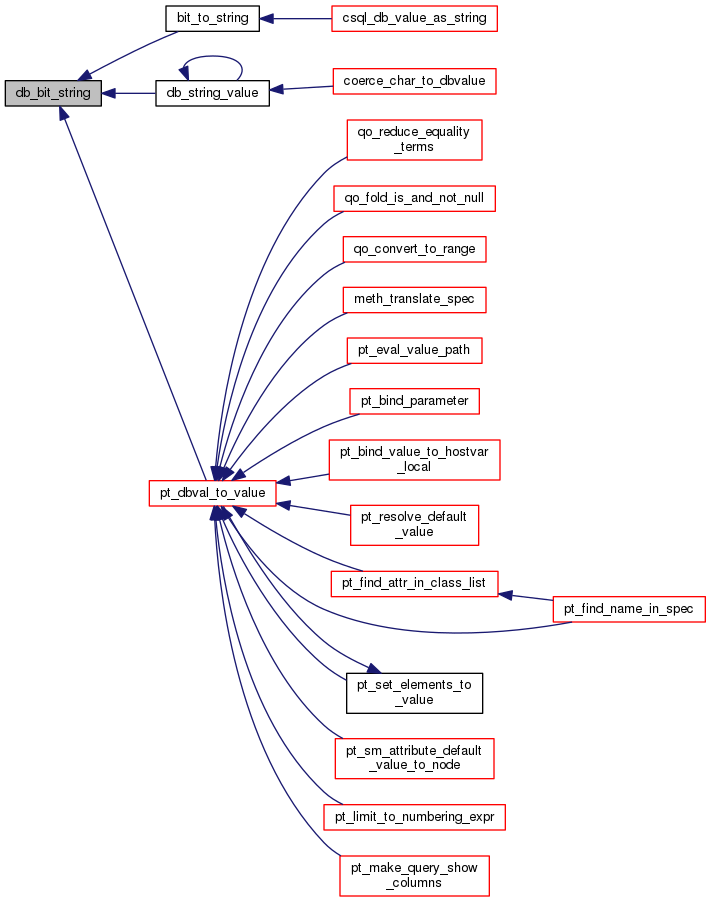 bit_to_string
csql_db_value_as_string
db_bit_string
db_string_value
coerce_char_to_dbvalue
qo_reduce_equality
_terms
qo_fold_is_and_not_null
qo_convert_to_range
meth_translate_spec
pt_eval_value_path
pt_bind_parameter
pt_bind_value_to_hostvar
_local
pt_dbval_to_value
pt_resolve_default
_value
pt_find_attr_in_class_list
pt_find_name_in_spec
pt_set_elements_to
_value
pt_sm_attribute_default
_value_to_node
pt_limit_to_numbering_expr
pt_make_query_show
_columns